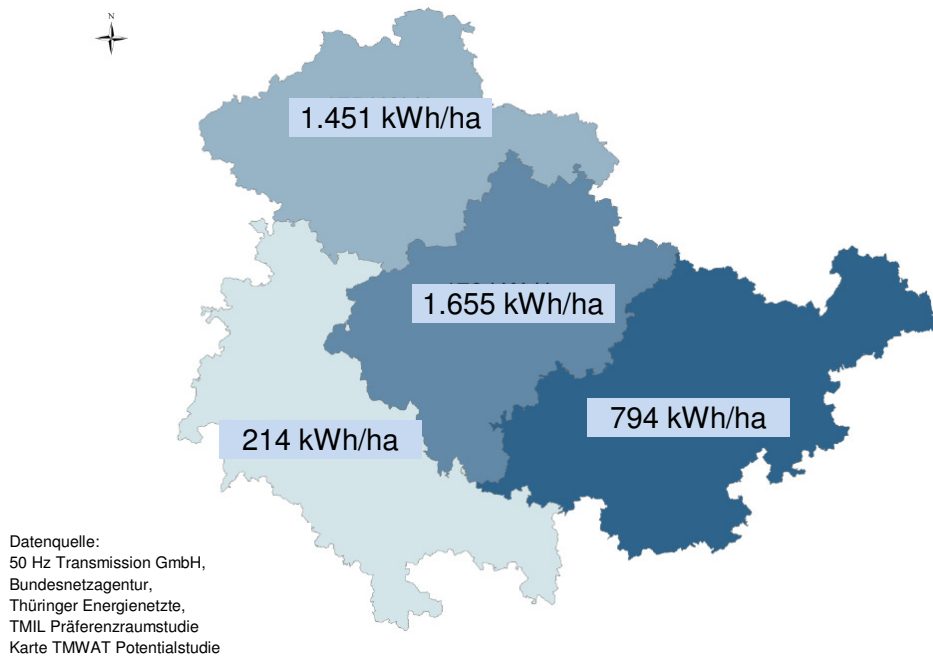 N
1.451 kWh/ha
1.655 kWh/ha
794 kWh/ha
214 kWh/ha
Datenquelle:
50 Hz Transmission GmbH,
Bundesnetzagentur,
Thüringer Energienetzte,
TMIL Präferenzraumstudie
Karte TMWAT Potentialstudie